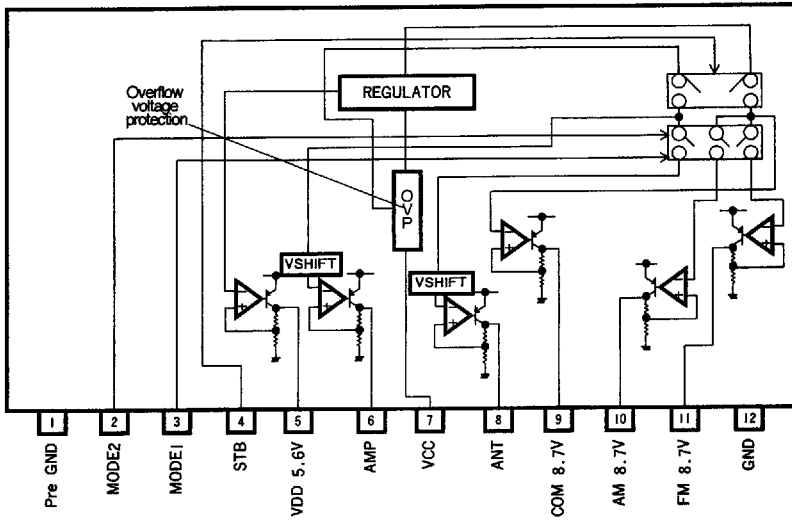 REGULATOR
Overflow
voltage
protection
OVP
VSHIFT
VSHIFT
1
2
3
4
5
6
7
8
9
10
11
12
Pre GND
MODE2
MODE1
STB
VDD 5.6V
AMP
VCC
ANT
COM 8.7V
AM 8.7V
FM 8.7V
GND